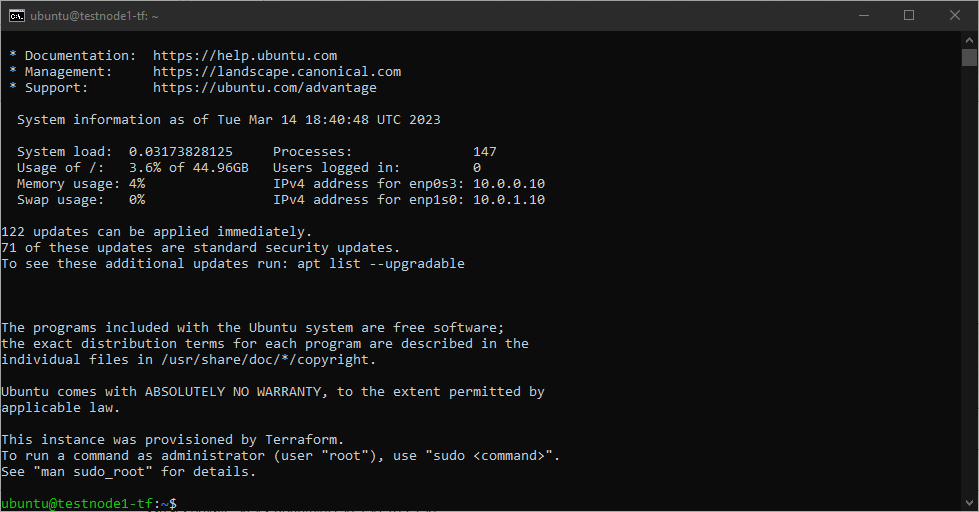 ubuntu@testnode1-tf: ~
* Documentation:  https://help.ubuntu.com
* Management:     https://landscape.canonical.com
* Support:        https://ubuntu.com/advantage
System information as of Tue Mar 14 18:40:48 UTC 2023
System load:  0.03173828125     Processes:               147
Usage of /:   3.6% of 44.96GB   Users logged in:         0
Memory usage: 4%                IPv4 address for enp0s3: 10.0.0.10
Swap usage:   0%                IPv4 address for enp1s0: 10.0.1.10
122 updates can be applied immediately.
71 of these updates are standard security updates.
To see these additional updates run: apt list --upgradable
The programs included with the Ubuntu system are free software;
the exact distribution terms for each program are described in the
individual files in /usr/share/doc/*/copyright.
Ubuntu comes with ABSOLUTELY NO WARRANTY, to the extent permitted by
applicable law.
This instance was provisioned by Terraform.
To run a command as administrator (user "root"), use "sudo <command>".
See "man sudo_root" for details.
ubuntu@testnode1-tf:~$